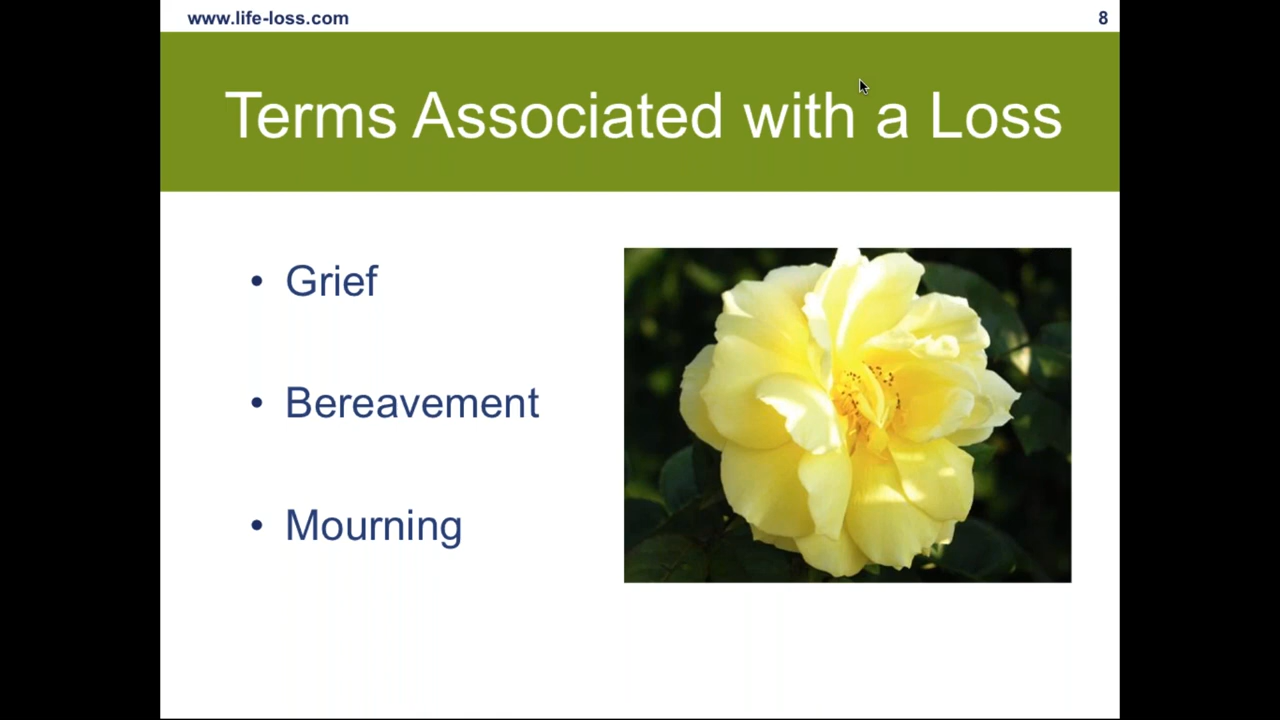 www.life-loss.com 8
Terms Associated with a Loss
• Grief
• Bereavement
• Mourning